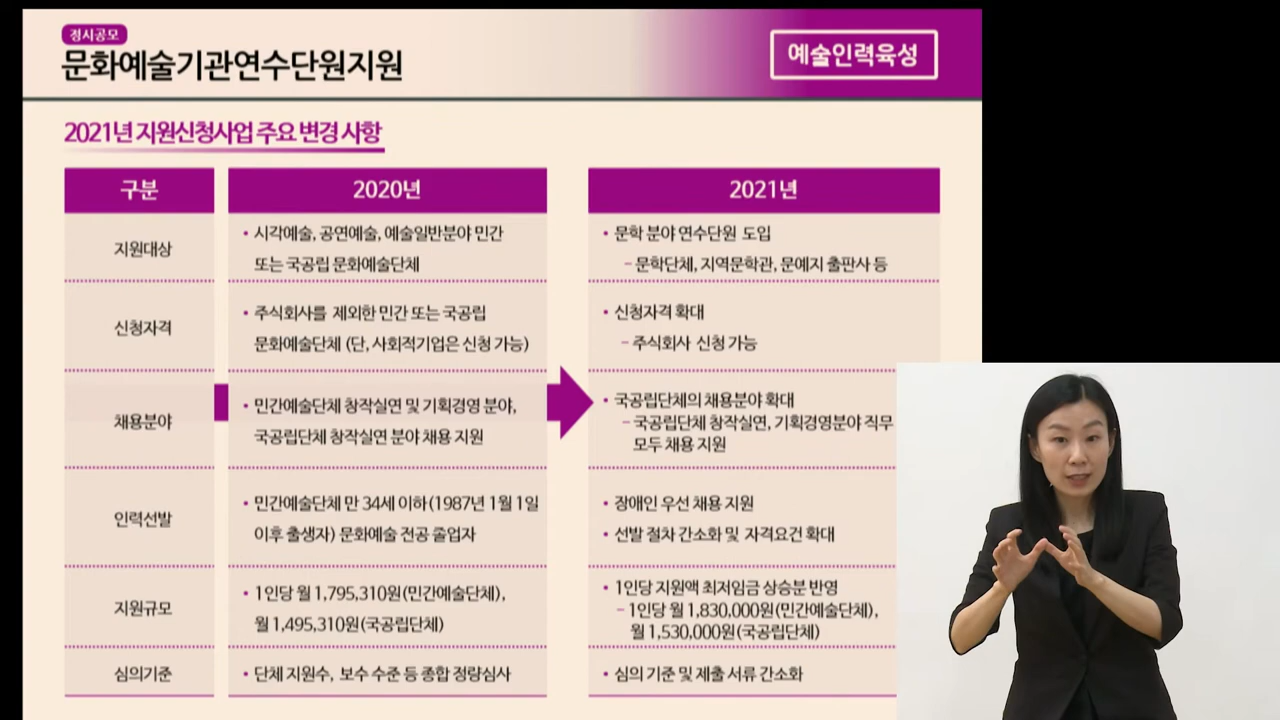 정시공모
문화예술기관연수단원지원
예술인력육성
2021년 지원신청사업 주요 변경 사항
구분
2020년
2021년
지원대상
• 시각예술, 공연예술, 예술일반분야 민간
또는 국공립 문화예술단체
• 문학 분야 연수단원 도입
– 문학단체, 지역문학관, 문예지 출판사 등
신청자격
• 주식회사를 제외한 민간 또는 국공립
문화예술단체 (단, 사회적기업은 신청 가능)
• 신청자격 확대
– 주식회사 신청 가능
채용분야
• 민간예술단체 창작실연 및 기획경영 분야,
국공립단체 창작실연 분야 채용 지원
• 국공립단체의 채용분야 확대
– 국공립단체 창작실연, 기획경영분야 직무
모두 채용 지원
인력선발
• 민간예술단체 만 34세 이하(1987년 1월 1일
이후 출생자) 문화예술 전공 졸업자
• 장애인 우선 채용 지원
• 선발 절차 간소화 및 자격요건 확대
지원규모
• 1인당 월 1,795,310원(민간예술단체),
월 1,495,310원(국공립단체)
• 1인당 지원액 최저임금 상승분 반영
– 1인당 월 1,830,000원(민간예술단체),
월 1,530,000원(국공립단체)
심의기준
• 단체 지원수, 보수 수준 등 종합 정량심사
• 심의 기준 및 제출 서류 간소화